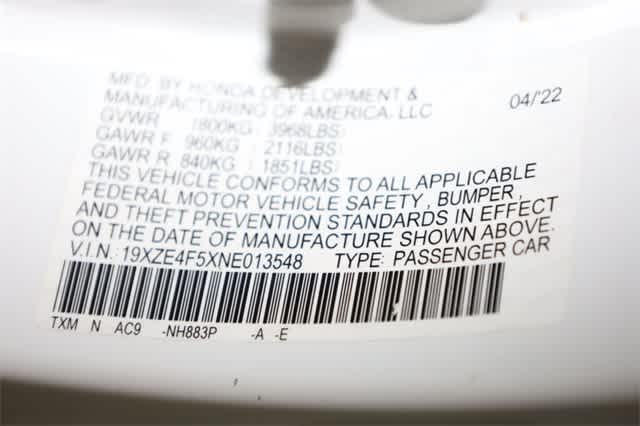 MFD. BY HONDA DEVELOPMENT &
MANUFACTURING OF AMERICA, LLC 04/'22
GVWR 1800KG ( 3968LBS)
GAWR F 960KG ( 2116LBS)
GAWR R 840KG ( 1851LBS)
THIS VEHICLE CONFORMS TO ALL APPLICABLE
FEDERAL MOTOR VEHICLE SAFETY, BUMPER,
AND THEFT PREVENTION STANDARDS IN EFFECT
ON THE DATE OF MANUFACTURE SHOWN ABOVE.
V.I.N.: 19XZE4F5XNE013548 TYPE: PASSENGER CAR
TXM N AC9 -NH883P -A -E